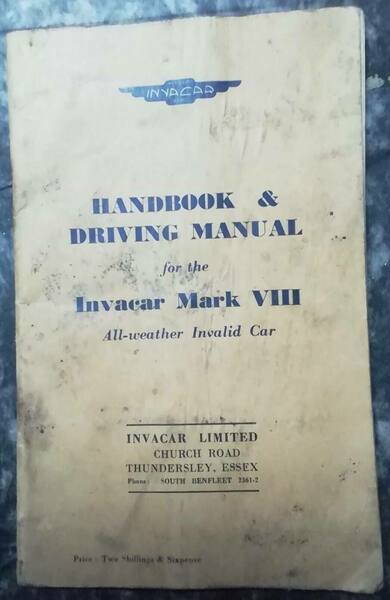 INVACAR
HANDBOOK &
DRIVING MANUAL
for the
Invacar Mark VIII
All-weather Invalid Car
INVACAR LIMITED
CHURCH ROAD
THUNDERSLEY, ESSEX
Phone : SOUTH BENFLEET 2361-2
Price : Two Shillings & Sixpence